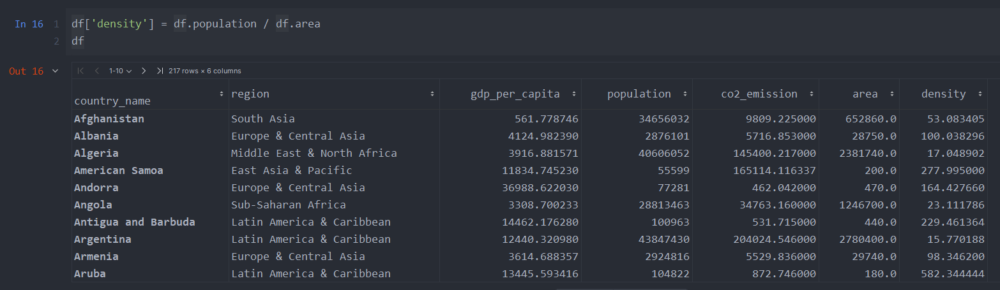 In 16 1 df['density'] = df.population / df.area
2 df
Out 16 1-10 217 rows × 6 columns
country_name region gdp_per_capita population co2_emission area density
Afghanistan South Asia 561.778746 34656032 9809.225000 652860.0 53.083405
Albania Europe & Central Asia 4124.982390 2876101 5716.853000 28750.0 100.038296
Algeria Middle East & North Africa 3916.881571 40606052 145400.217000 2381740.0 17.048902
American Samoa East Asia & Pacific 11834.745230 55599 165114.116337 200.0 277.995000
Andorra Europe & Central Asia 36988.622030 77281 462.042000 470.0 164.427660
Angola Sub-Saharan Africa 3308.700233 28813463 34763.160000 1246700.0 23.111786
Antigua and Barbuda Latin America & Caribbean 14462.176280 100963 531.715000 440.0 229.461364
Argentina Latin America & Caribbean 12440.320980 43847430 204024.546000 2780400.0 15.770188
Armenia Europe & Central Asia 3614.688357 2924816 5529.836000 29740.0 98.346200
Aruba Latin America & Caribbean 13445.593416 104822 872.746000 180.0 582.344444